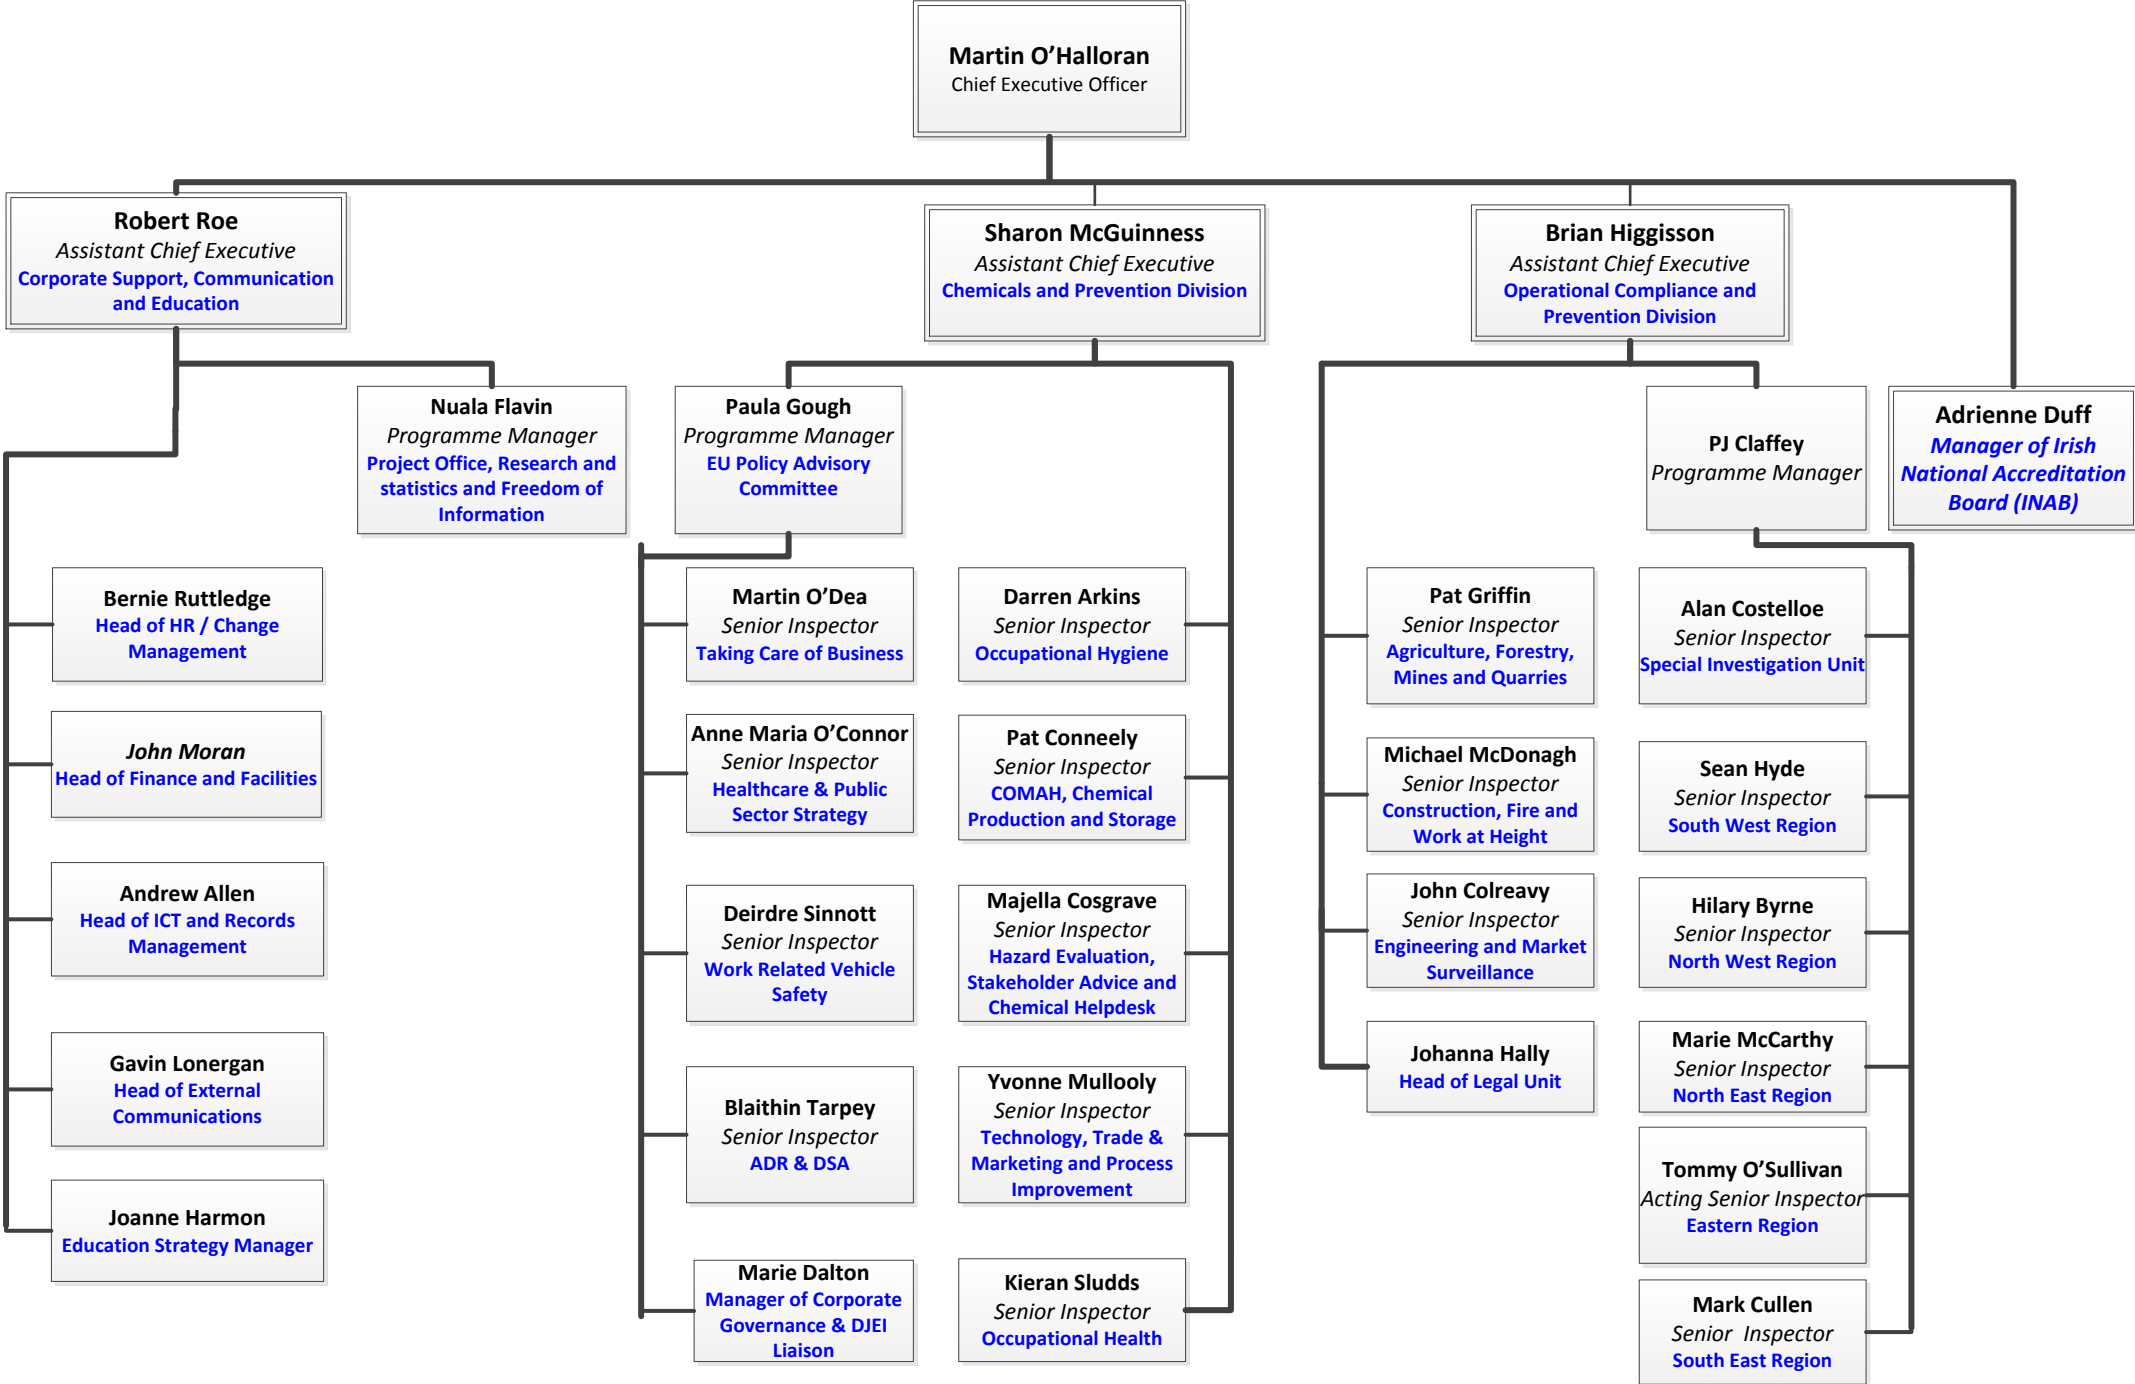 Martin O’Halloran
Chief Executive Officer
Robert Roe
Assistant Chief Executive
Corporate Support, Communication
and Education
Sharon McGuinness
Assistant Chief Executive
Chemicals and Prevention Division
Brian Higgisson
Assistant Chief Executive
Operational Compliance and
Prevention Division
Nuala Flavin
Programme Manager
Project Office, Research and
statistics and Freedom of
Information
Paula Gough
Programme Manager
EU Policy Advisory
Committee
PJ Claffey
Programme Manager
Adrienne Duff
Manager of Irish
National Accreditation
Board (INAB)
Bernie Ruttledge
Head of HR / Change
Management
John Moran
Head of Finance and Facilities
Andrew Allen
Head of ICT and Records
Management
Gavin Lonergan
Head of External
Communications
Joanne Harmon
Education Strategy Manager
Martin O’Dea
Senior Inspector
Taking Care of Business
Anne Maria O’Connor
Senior Inspector
Healthcare & Public
Sector Strategy
Deirdre Sinnott
Senior Inspector
Work Related Vehicle
Safety
Blaithin Tarpey
Senior Inspector
ADR & DSA
Marie Dalton
Manager of Corporate
Governance & DJEI
Liaison
Darren Arkins
Senior Inspector
Occupational Hygiene
Pat Conneely
Senior Inspector
COMAH, Chemical
Production and Storage
Majella Cosgrave
Senior Inspector
Hazard Evaluation,
Stakeholder Advice and
Chemical Helpdesk
Yvonne Mullooly
Senior Inspector
Technology, Trade &
Marketing and Process
Improvement
Kieran Sludds
Senior Inspector
Occupational Health
Pat Griffin
Senior Inspector
Agriculture, Forestry,
Mines and Quarries
Michael McDonagh
Senior Inspector
Construction, Fire and
Work at Height
John Colreavy
Senior Inspector
Engineering and Market
Surveillance
Johanna Hally
Head of Legal Unit
Alan Costelloe
Senior Inspector
Special Investigation Unit
Sean Hyde
Senior Inspector
South West Region
Hilary Byrne
Senior Inspector
North West Region
Marie McCarthy
Senior Inspector
North East Region
Tommy O’Sullivan
Acting Senior Inspector
Eastern Region
Mark Cullen
Senior  Inspector
South East Region